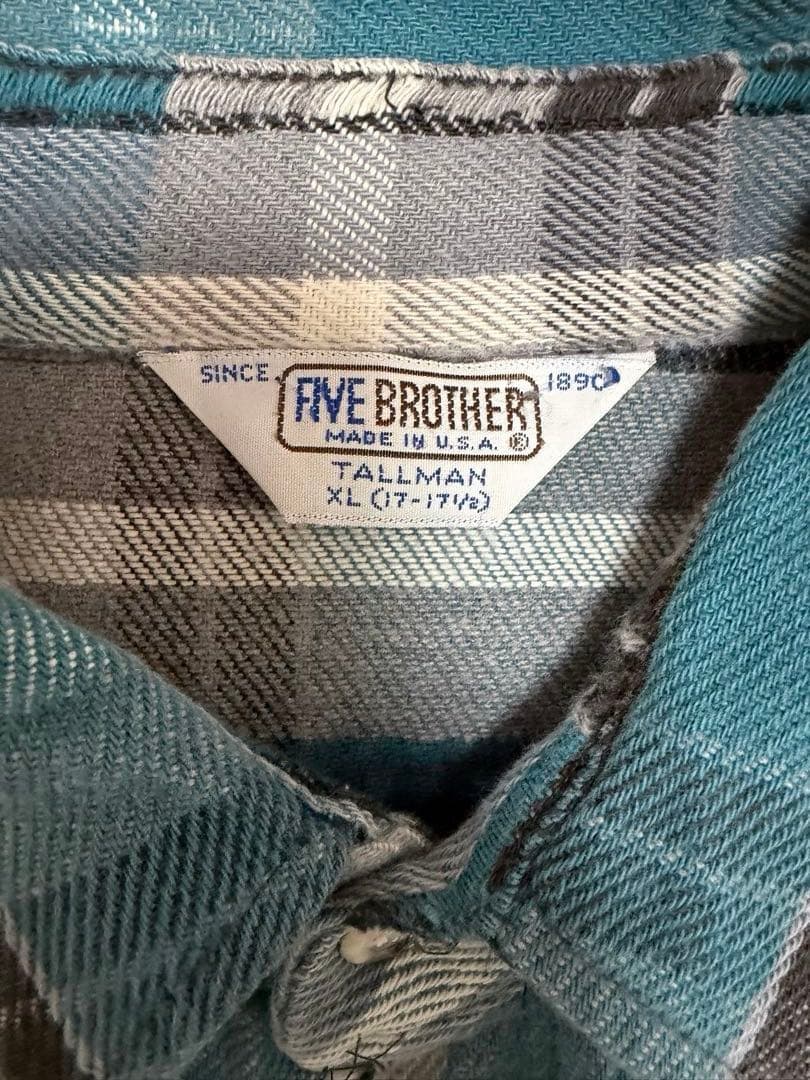 SINCE 1890
FIVE BROTHER
MADE IN U.S.A. ®
TALLMAN
XL (17-17½)